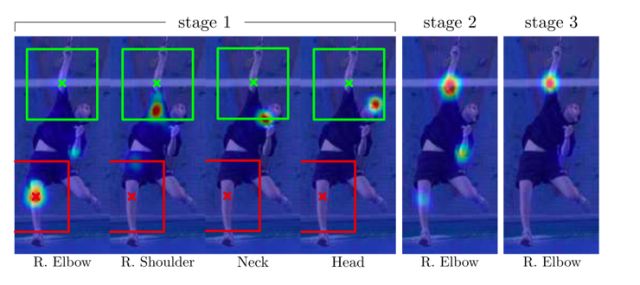 stage 1
stage 2
stage 3
R. Elbow
R. Shoulder
Neck
Head
R. Elbow
R. Elbow